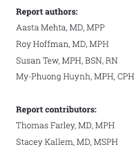 Report authors:
Aasta Mehta, MD, MPP
Roy Hoffman, MD, MPH
Susan Tew, MPH, BSN, RN
My-Phuong Huynh, MPH, CPH
Report contributors:
Thomas Farley, MD, MPH
Stacey Kallem, MD, MSPH